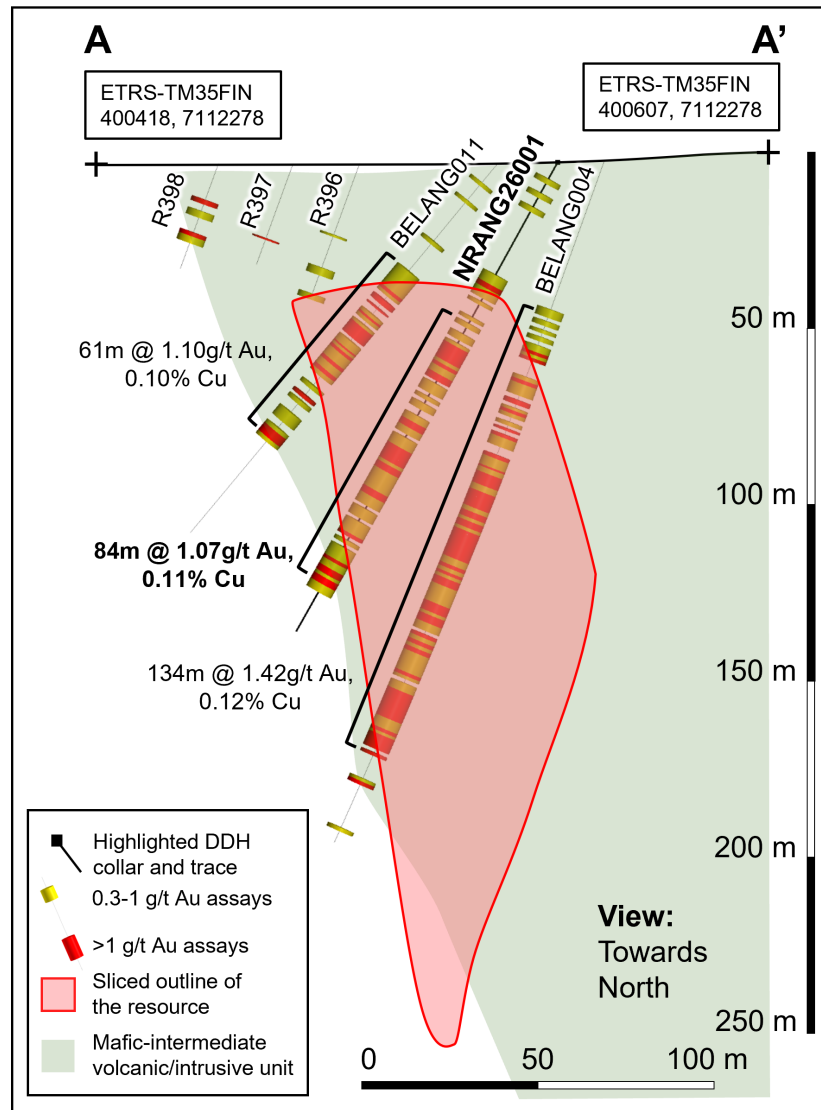 A
A’
ETRS-TM35FIN
400418, 7112278
ETRS-TM35FIN
400607, 7112278
R398
R397
R396
BELANG011
NRANG26001
BELANG004
50 m
61m @ 1.10g/t Au,
0.10% Cu
100 m
84m @ 1.07g/t Au,
0.11% Cu
150 m
134m @ 1.42g/t Au,
0.12% Cu
200 m
250 m
Highlighted DDH
collar and trace
0.3-1 g/t Au assays
>1 g/t Au assays
Sliced outline of
the resource
Mafic-intermediate
volcanic/intrusive unit
View:
Towards
North
0 50 100 m